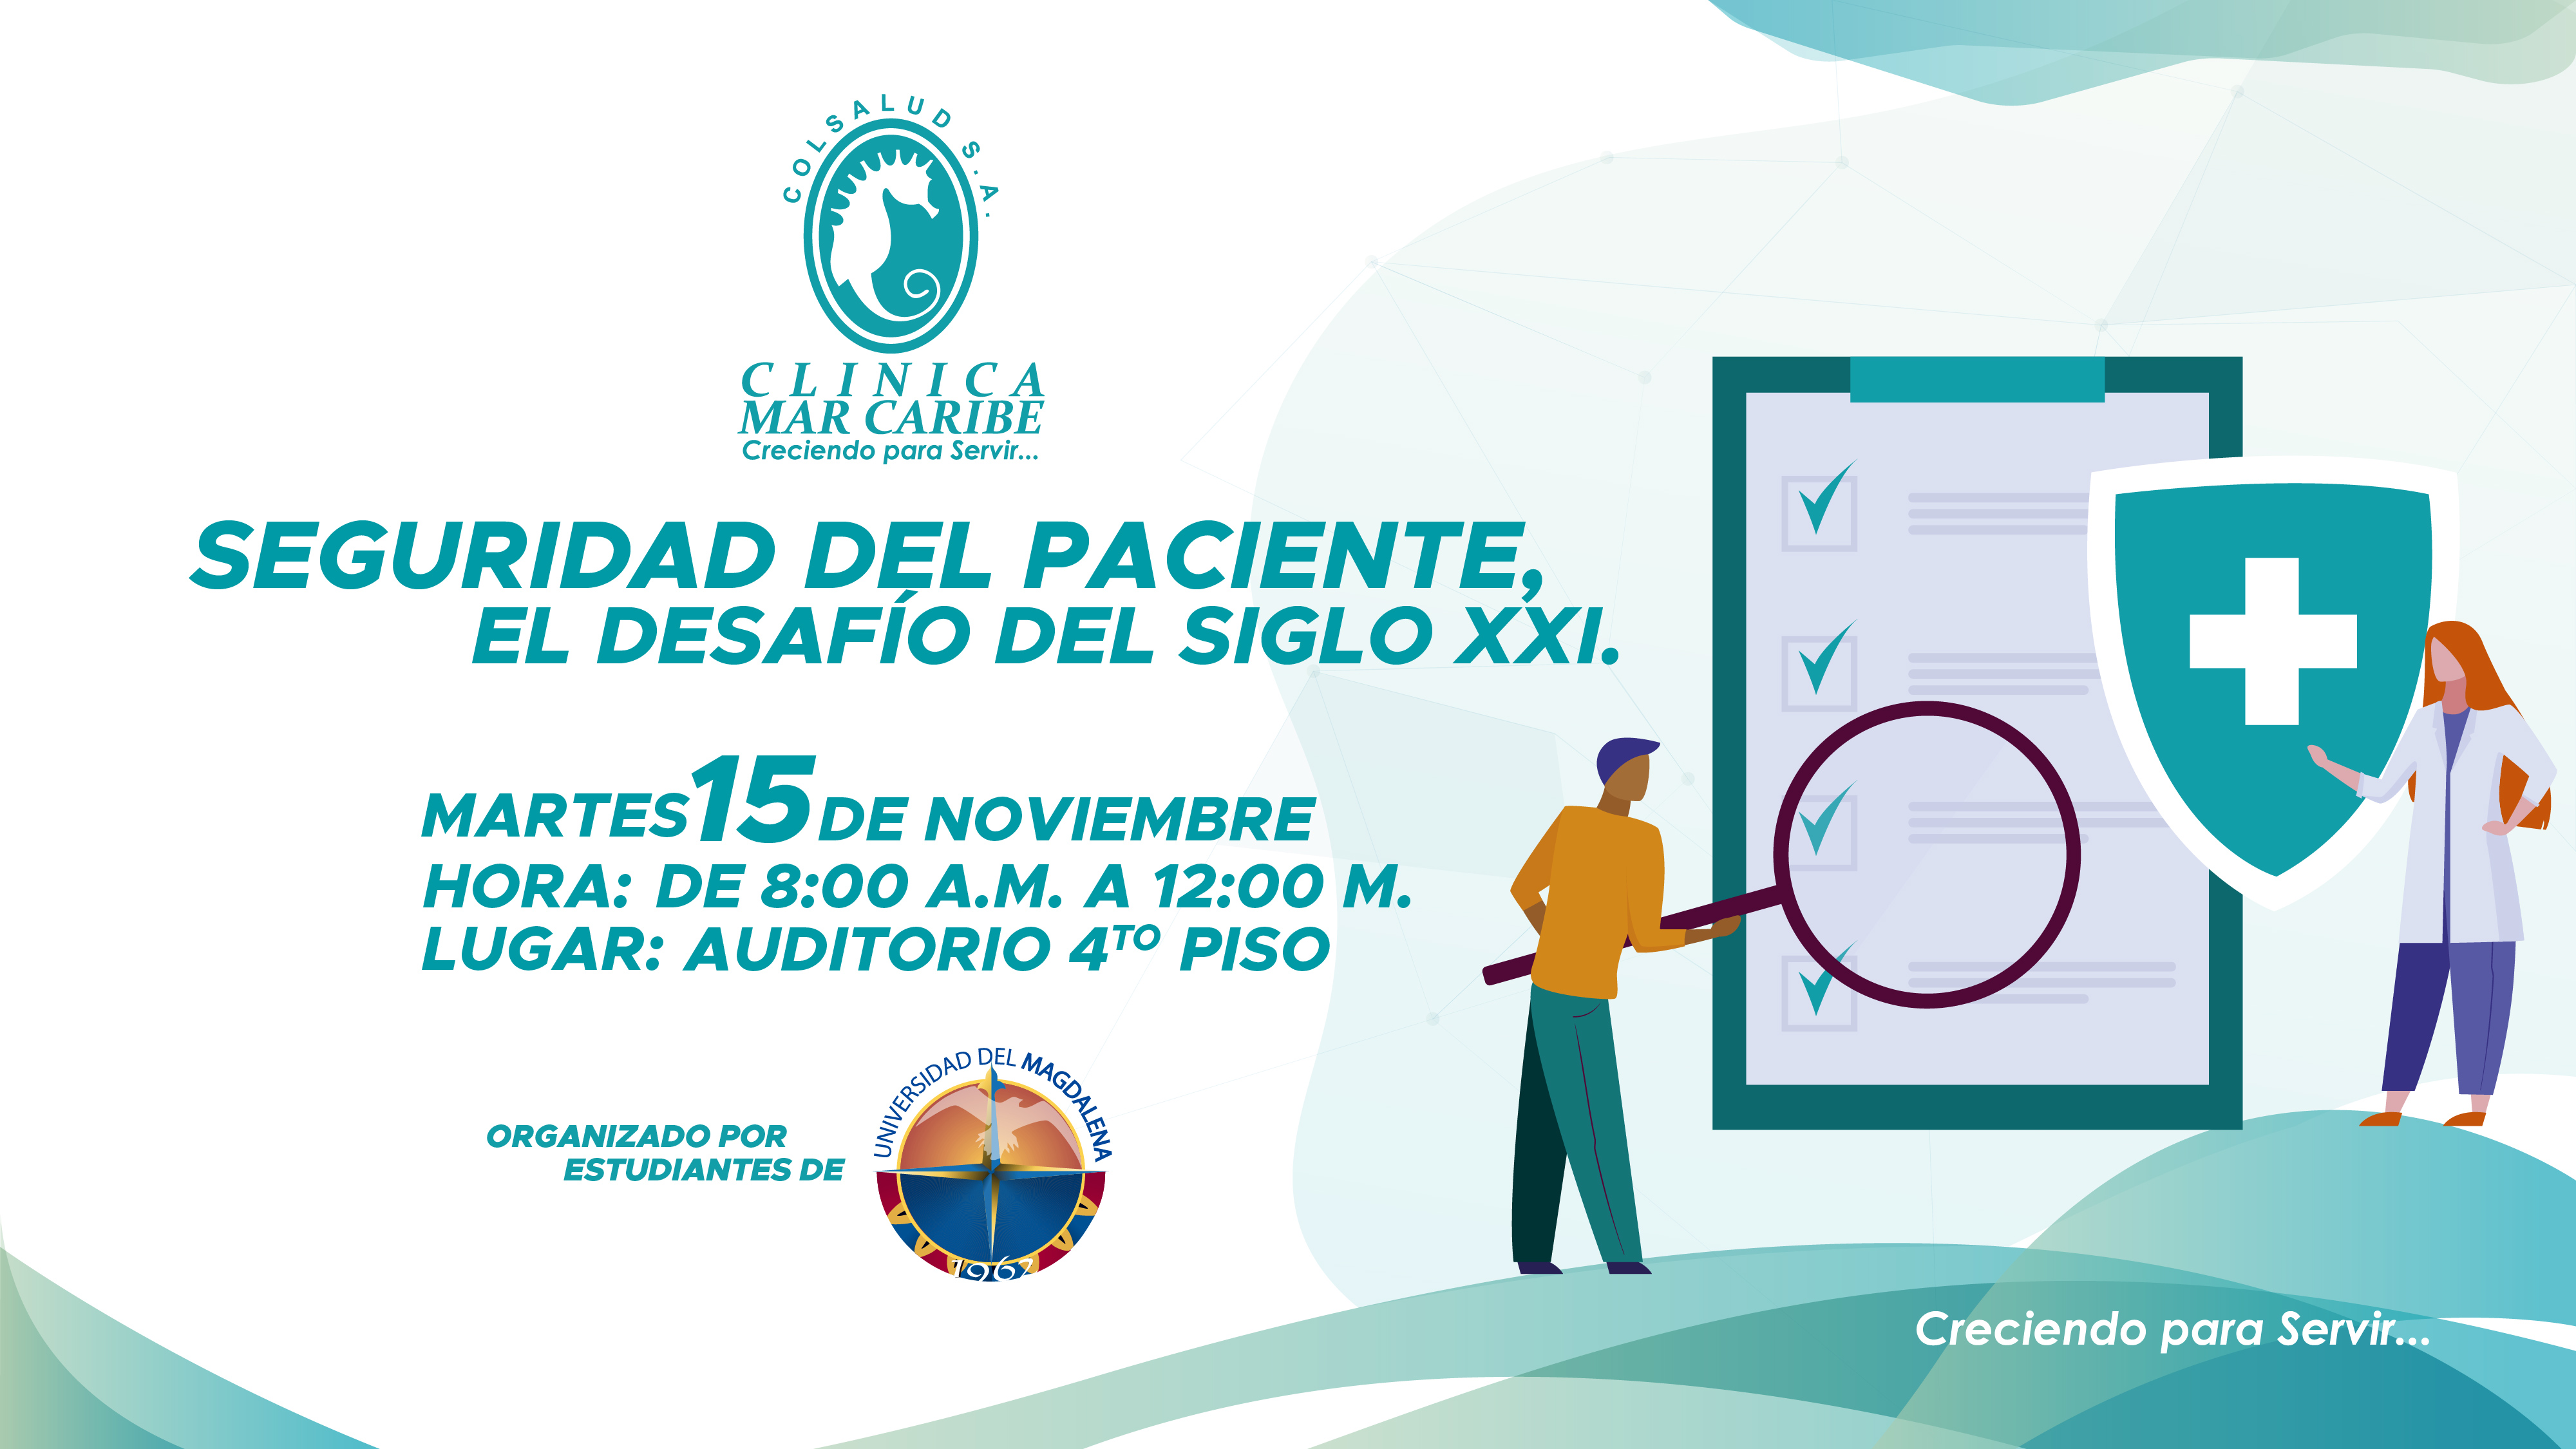 COLSALUD S.A.
CLINICA
MAR CARIBE
Creciendo para Servir...
SEGURIDAD DEL PACIENTE,
EL DESAFÍO DEL SIGLO XXI.
MARTES 15 DE NOVIEMBRE
HORA: DE 8:00 A.M. A 12:00 M.
LUGAR: AUDITORIO 4TO PISO
UNIVERSIDAD DEL MAGDALENA
ORGANIZADO POR
ESTUDIANTES DE
1962
Creciendo para Servir...